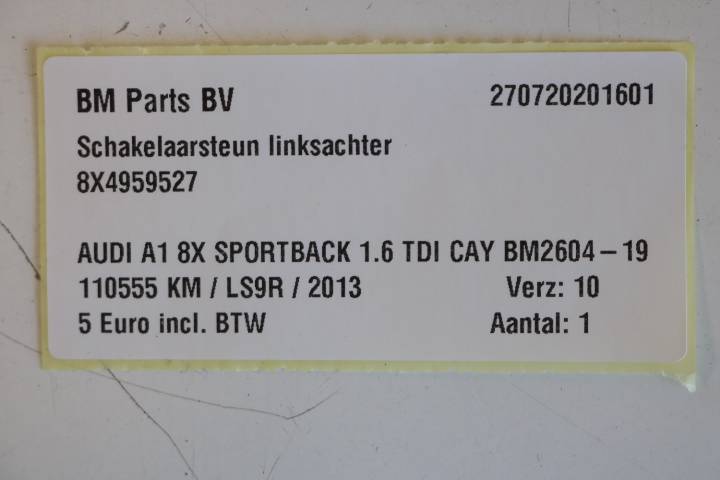 BM Parts BV 270720201601
Schakelaarsteun linksachter
8X4959527
AUDI A1 8X SPORTBACK 1.6 TDI CAY BM2604-19
110555 KM / LS9R / 2013 Verz: 10
5 Euro incl. BTW Aantal: 1